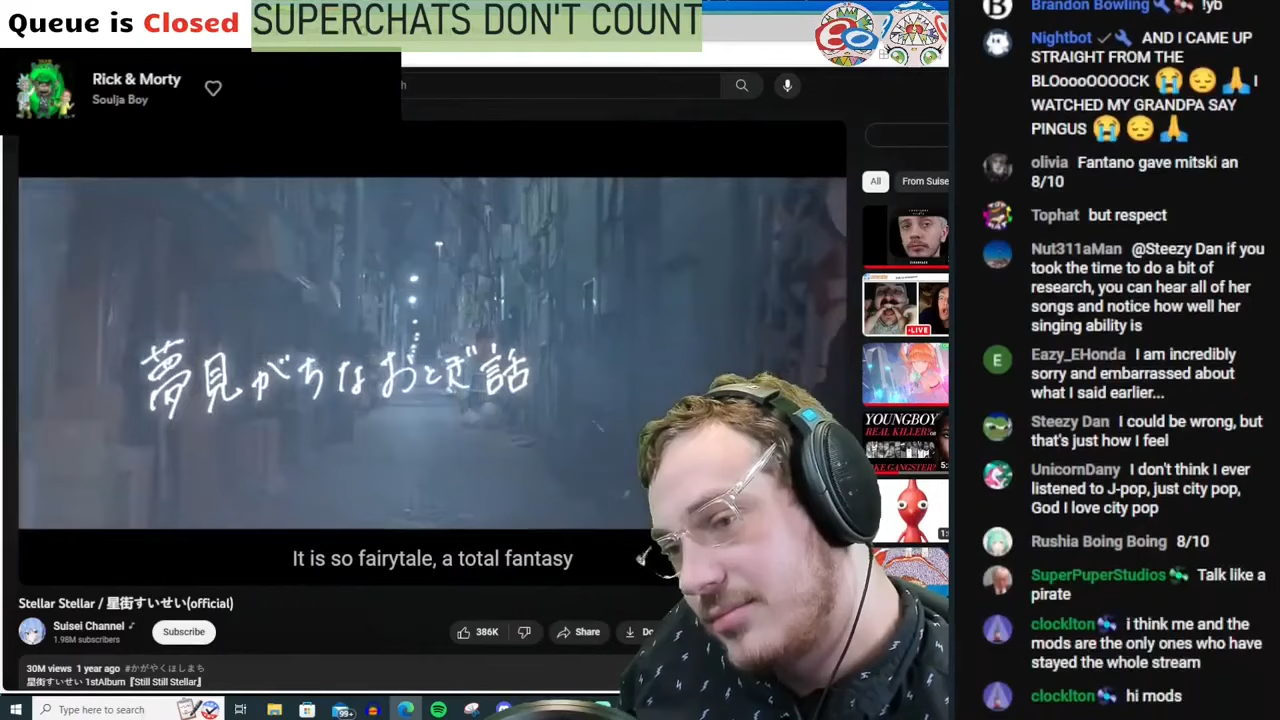 Queue is Closed
SUPERCHATS DON'T COUNT
Rick & Morty
Soulja Boy
All
From Suise
LIVE
YOUNGBOY
REAL KILLER?
夢見がちなおとぎ話
It is so fairytale, a total fantasy
Stellar Stellar / 星街すいせい(official)
Suisei Channel
1.98M subscribers
Subscribe
386K
Share
Do
30M views 1 year ago #かがやくほしまち
星街すいせい 1stAlbum『Still Still Stellar』
Type here to search
99+
Brandon Bowling !yb
Nightbot AND I CAME UP
STRAIGHT FROM THE
BLOoooOOOOCK 😭😔🙏 I
WATCHED MY GRANDPA SAY
PINGUS 😭😔🙏
olivia Fantano gave mitski an
8/10
Tophat but respect
Nut311aMan @Steezy Dan if you
took the time to do a bit of
research, you can hear all of her
songs and notice how well her
singing ability is
E
Eazy_EHonda I am incredibly
sorry and embarrassed about
what I said earlier...
Steezy Dan I could be wrong, but
that's just how I feel
UnicornDany I don't think I ever
listened to J-pop, just city pop,
God I love city pop
Rushia Boing Boing 8/10
SuperPuperStudios Talk like a
pirate
clocklton i think me and the
mods are the only ones who have
stayed the whole stream
clocklton hi mods